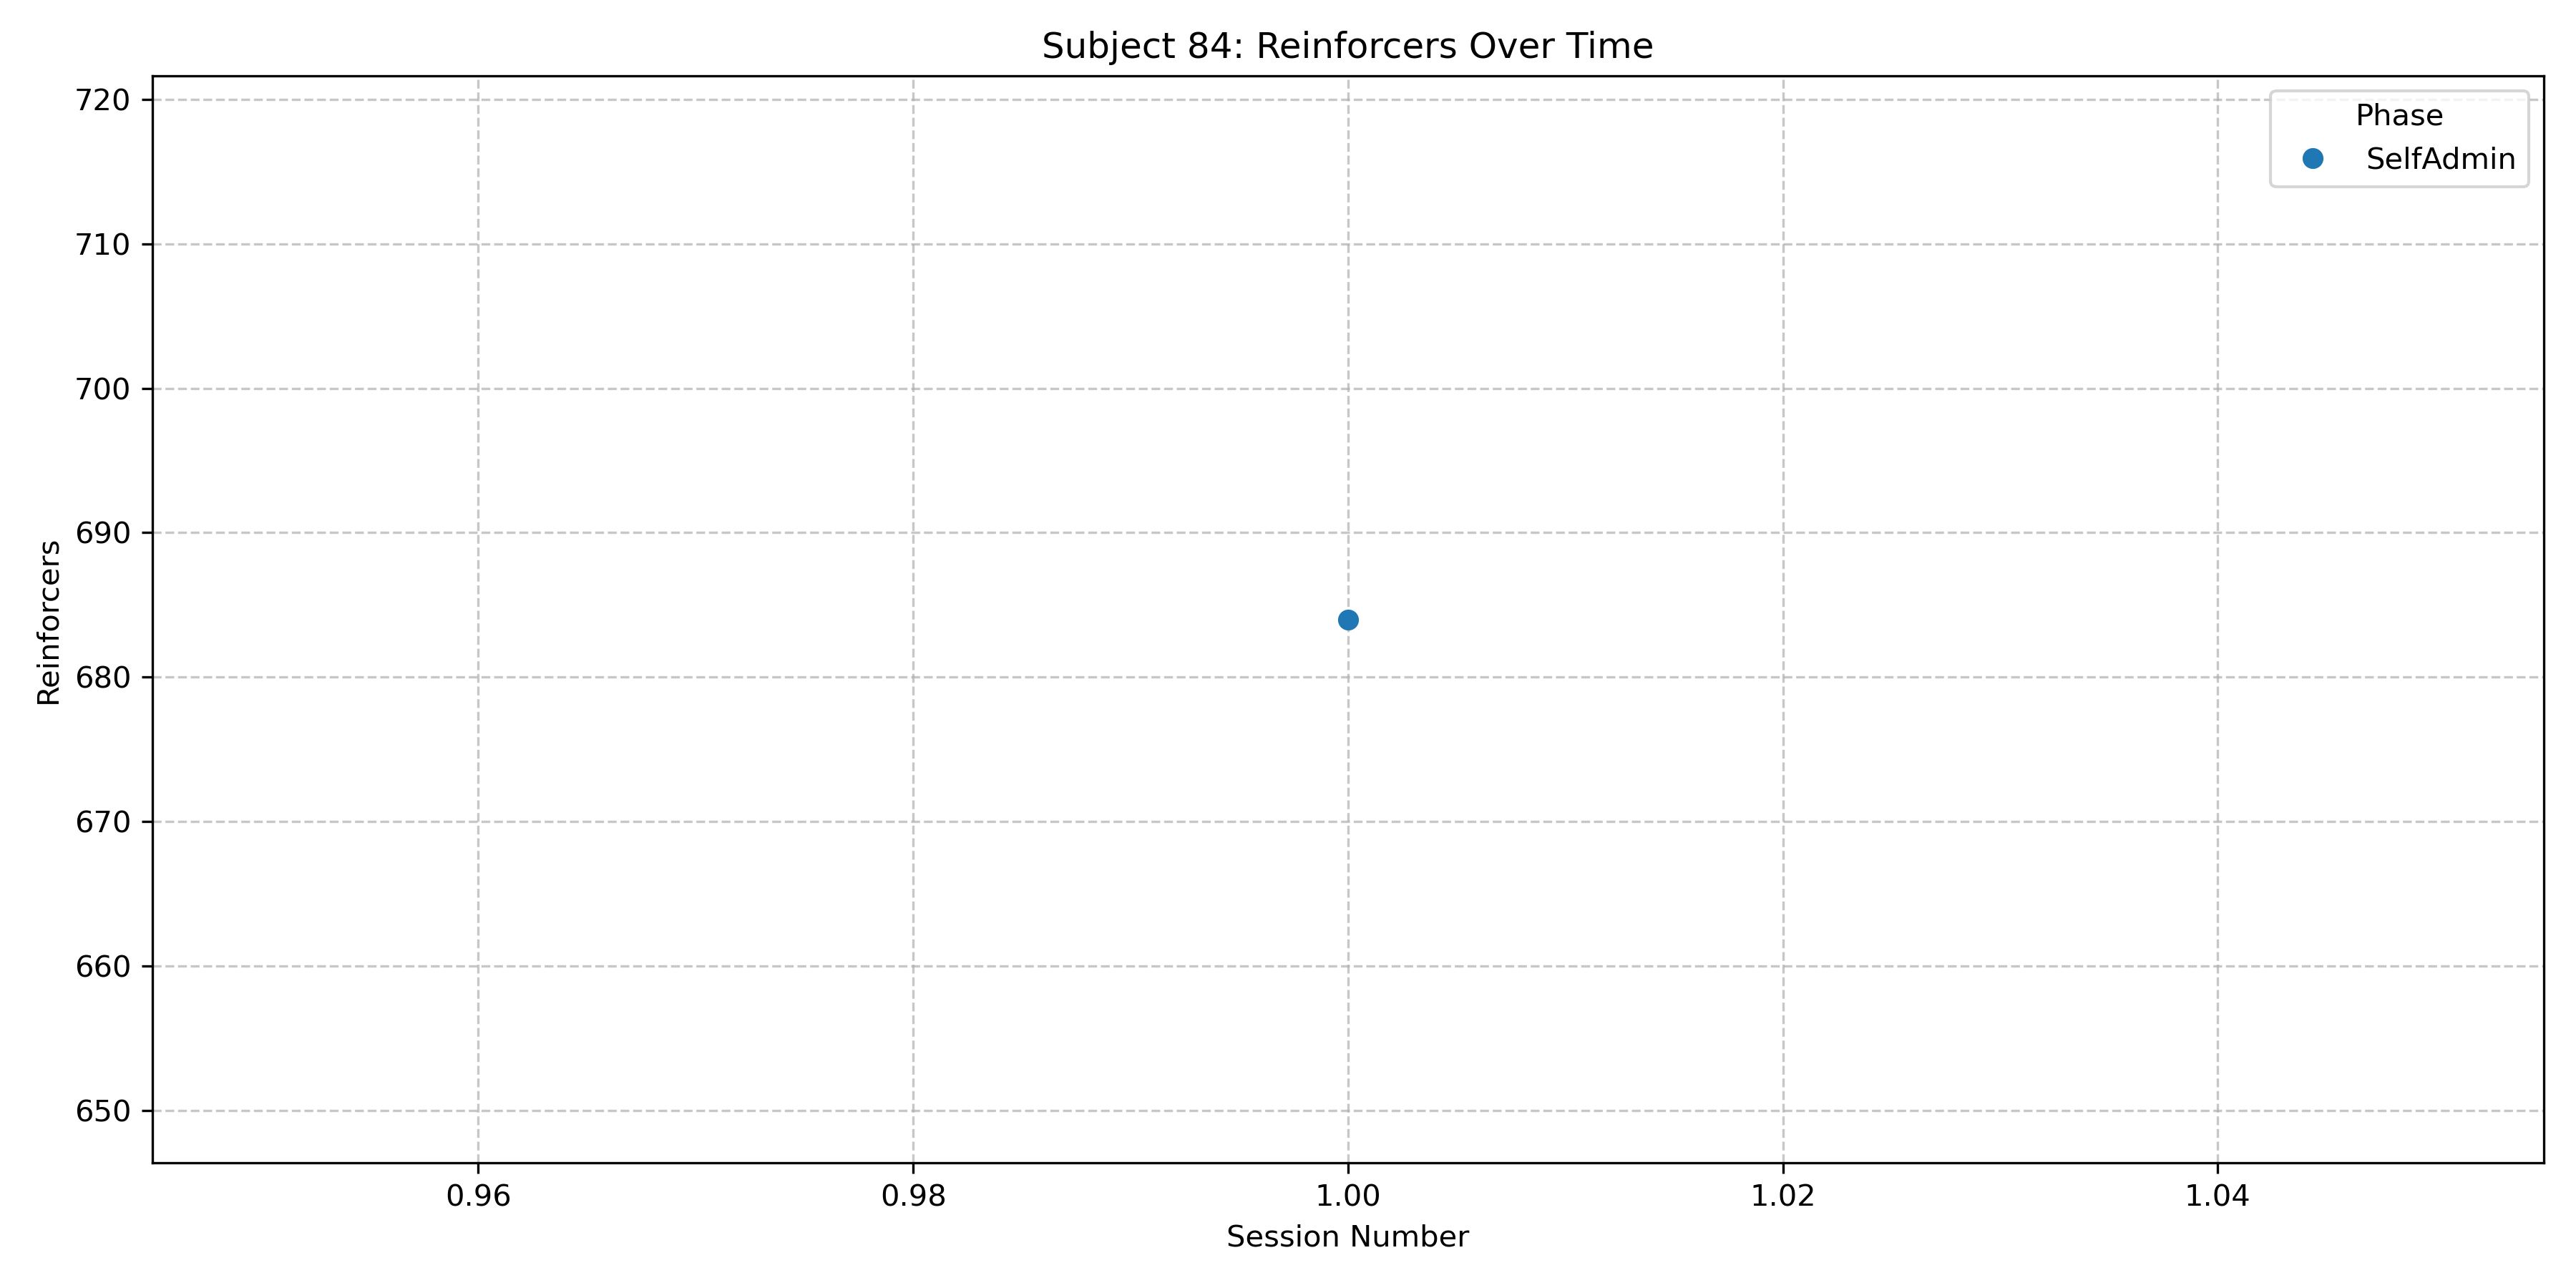 Subject 84: Reinforcers Over Time
Phase
SelfAdmin
Reinforcers
720
710
700
690
680
670
660
650
0.96 0.98 1.00 1.02 1.04
Session Number